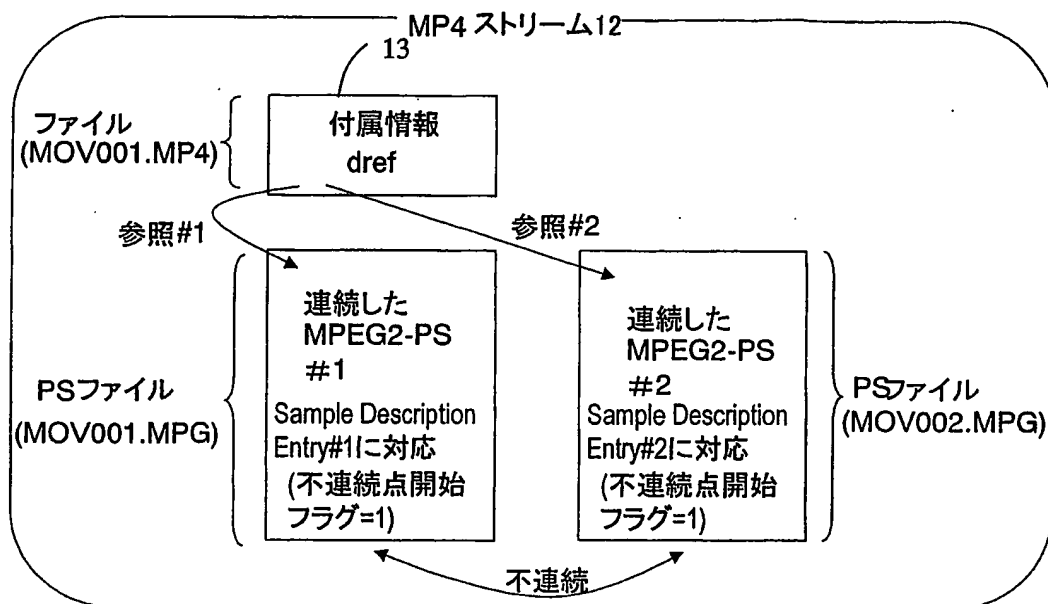 MP4 ストリーム12
13
付属情報
dref
ファイル
(MOV001.MP4)
参照#1
参照#2
連続した
MPEG2-PS
#1
Sample Description
Entry#1に対応
(不連続点開始
フラグ=1)
PSファイル
(MOV001.MPG)
連続した
MPEG2-PS
#2
Sample Description
Entry#2に対応
(不連続点開始
フラグ=1)
PSファイル
(MOV002.MPG)
不連続